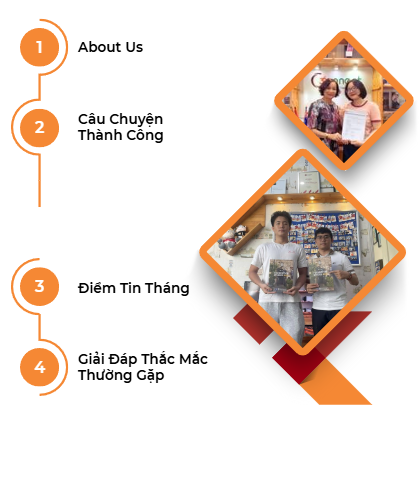 1
About Us
2
Câu Chuyện
Thành Công
3
Điểm Tin Tháng
4
Giải Đáp Thắc Mắc
Thường Gặp